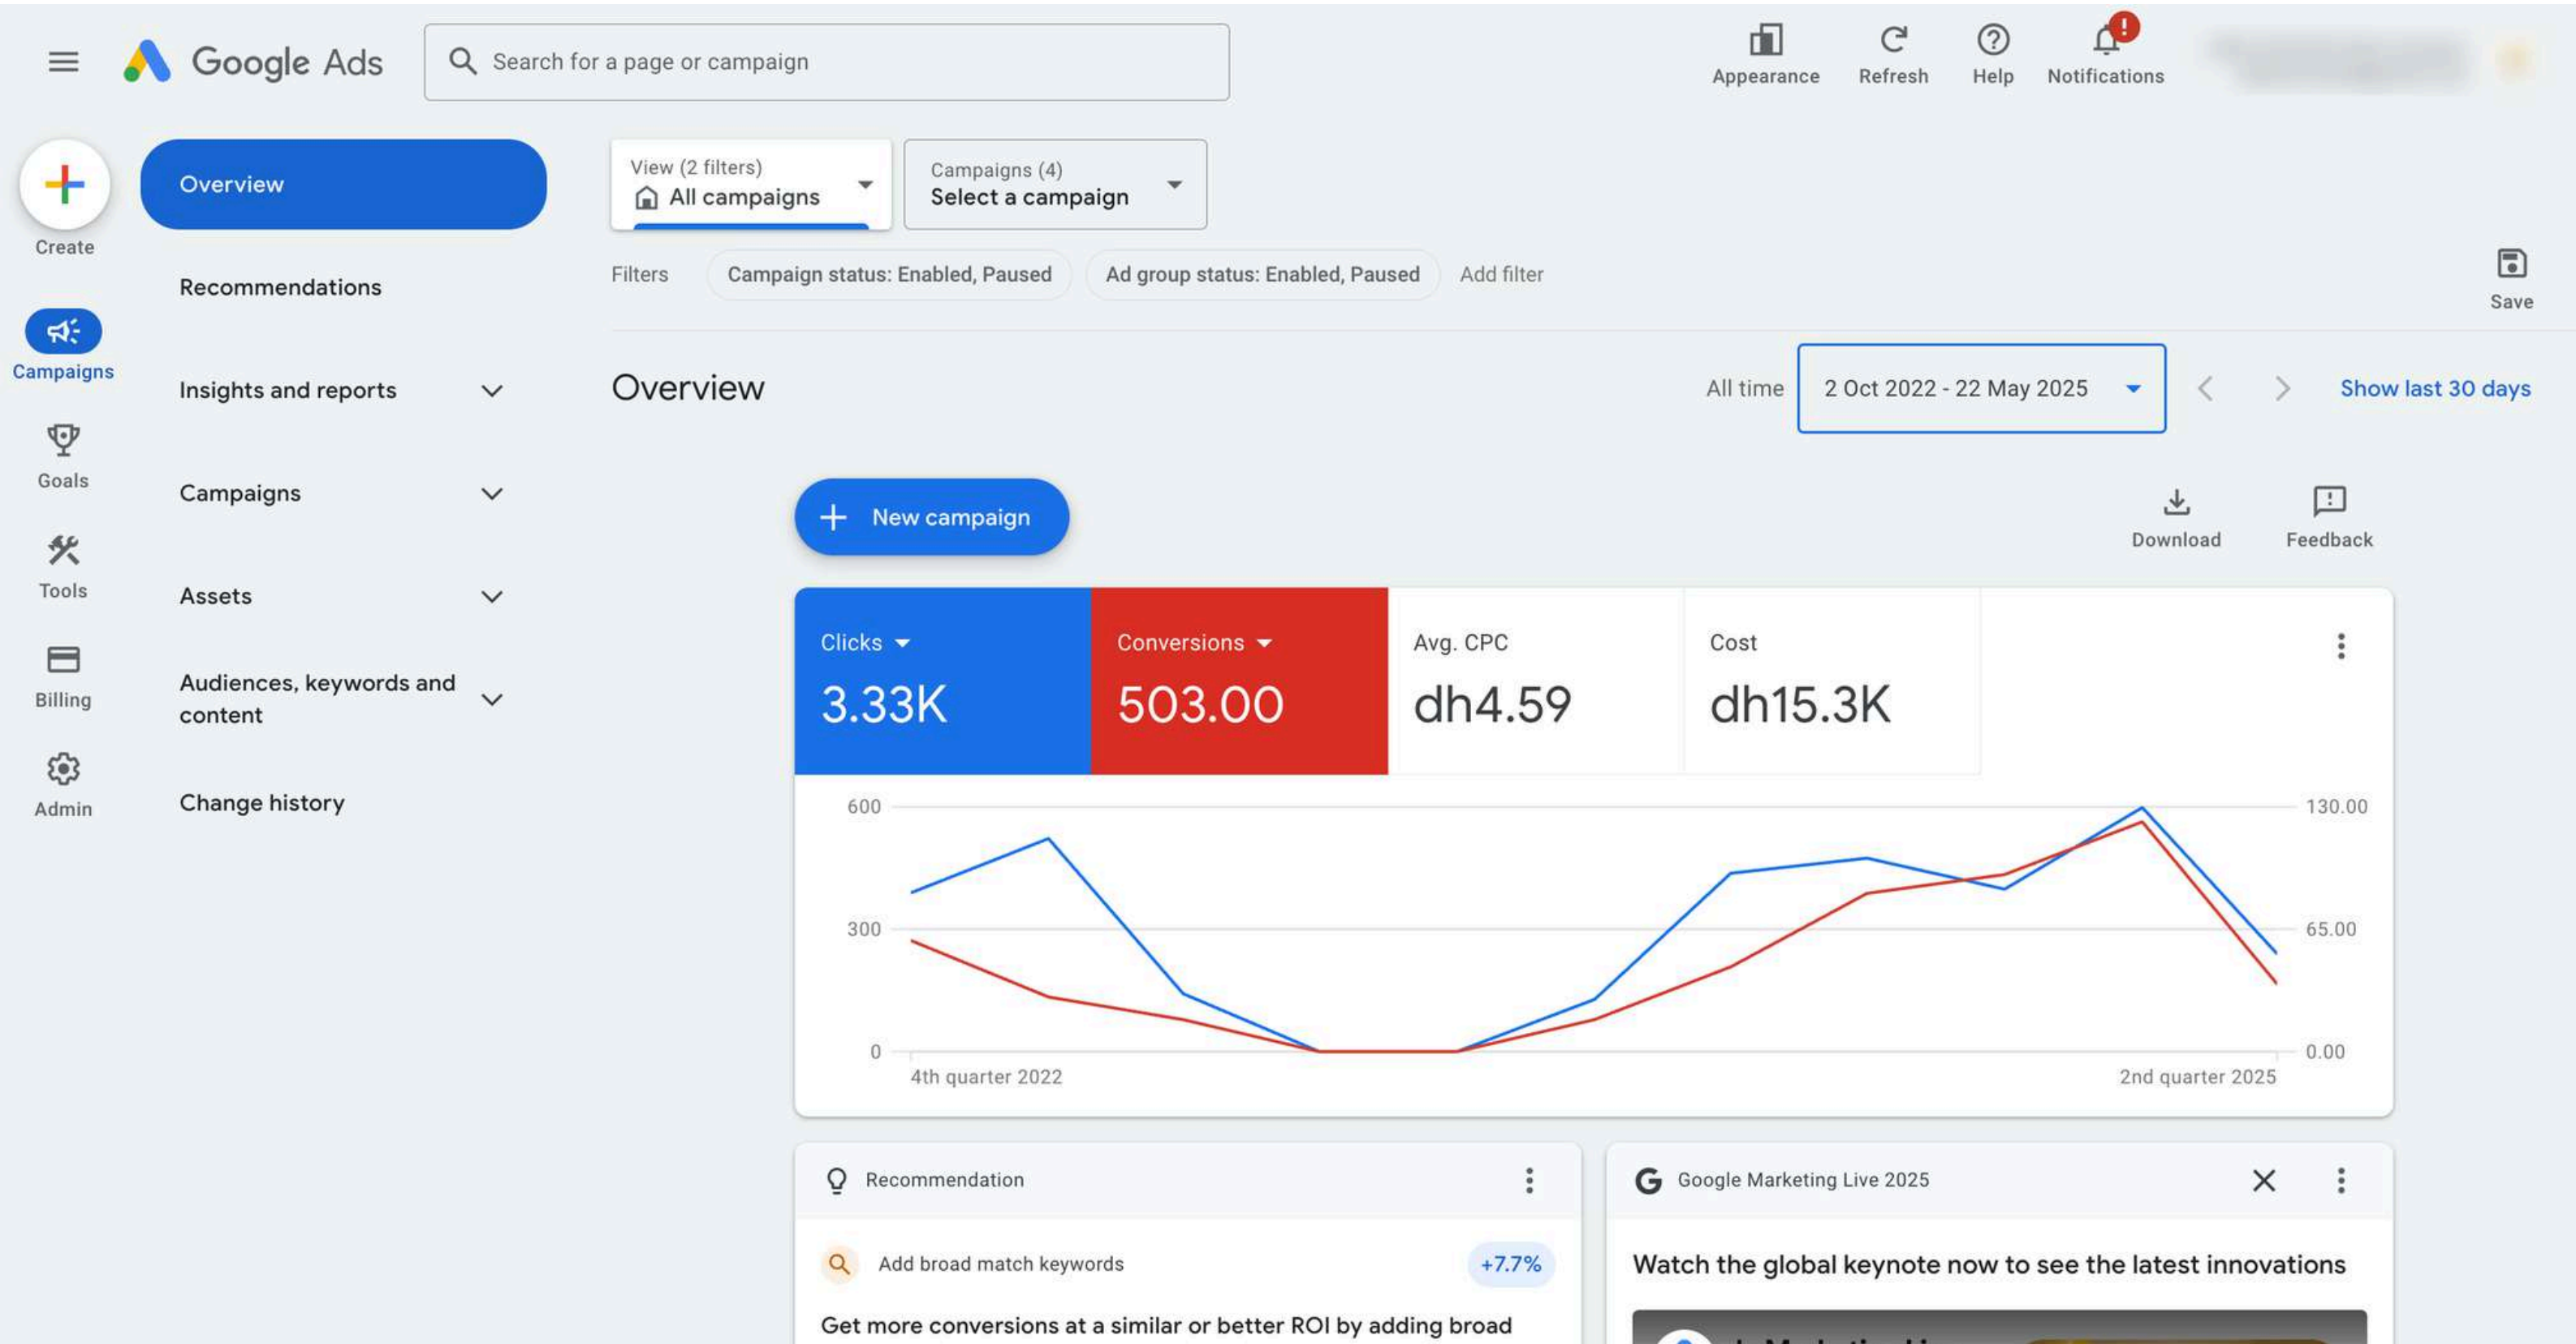 Google Ads
Search for a page or campaign
Appearance
Refresh
Help
Notifications
Create
Campaigns
Goals
Tools
Billing
Admin
Overview
Recommendations
Insights and reports
Campaigns
Assets
Audiences, keywords and
content
Change history
View (2 filters)
All campaigns
Campaigns (4)
Select a campaign
Filters
Campaign status: Enabled, Paused
Ad group status: Enabled, Paused
Add filter
Save
Overview
All time
2 Oct 2022 - 22 May 2025
Show last 30 days
New campaign
Download
Feedback
Clicks
3.33K
Conversions
503.00
Avg. CPC
dh4.59
Cost
dh15.3K
600
300
0
130.00
65.00
0.00
4th quarter 2022
2nd quarter 2025
Recommendation
Add broad match keywords
+7.7%
Get more conversions at a similar or better ROI by adding broad
Google Marketing Live 2025
Watch the global keynote now to see the latest innovations